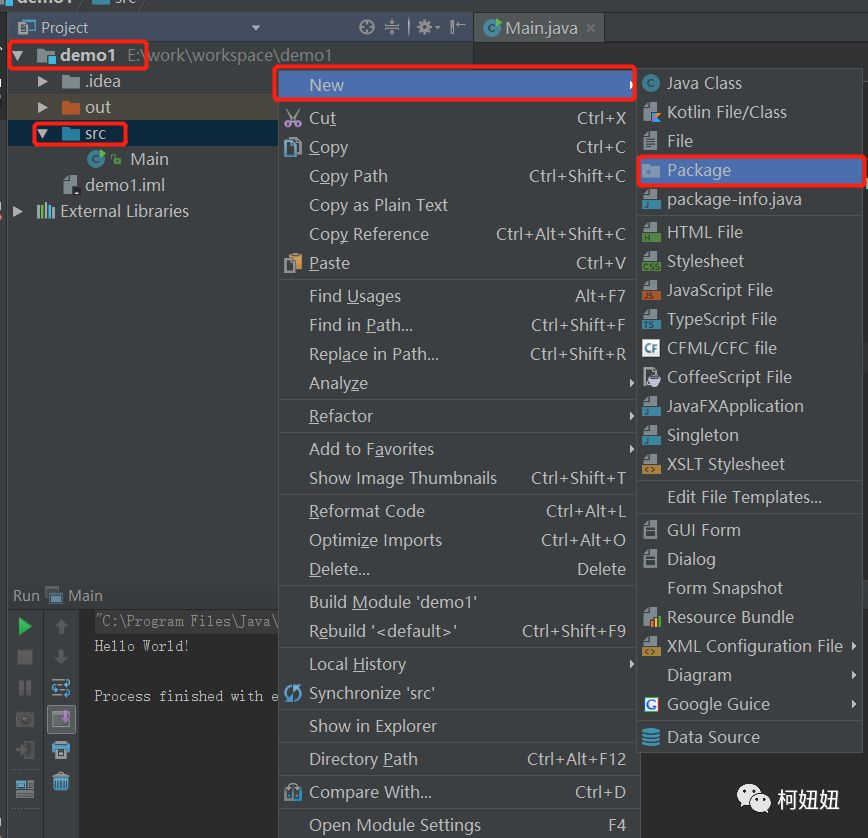 demo1
src
Project
Main.java
demo1 E:\work\workspace\demo1
.idea
out
src
Main
demo1.iml
External Libraries
New
Cut Ctrl+X
Copy Ctrl+C
Copy Path Ctrl+Shift+C
Copy as Plain Text
Copy Reference Ctrl+Alt+Shift+C
Paste Ctrl+V
Find Usages Alt+F7
Find in Path... Ctrl+Shift+F
Replace in Path... Ctrl+Shift+R
Analyze
Refactor
Add to Favorites
Show Image Thumbnails Ctrl+Shift+T
Reformat Code Ctrl+Alt+L
Optimize Imports Ctrl+Alt+O
Delete... Delete
Build Module 'demo1'
Rebuild '<default>' Ctrl+Shift+F9
Local History
Synchronize 'src'
Show in Explorer
Directory Path Ctrl+Alt+F12
Compare With... Ctrl+D
Open Module Settings F4
Java Class
Kotlin File/Class
File
Package
package-info.java
HTML File
Stylesheet
JavaScript File
TypeScript File
CFML/CFC file
CoffeeScript File
JavaFXApplication
Singleton
XSLT Stylesheet
Edit File Templates...
GUI Form
Dialog
Form Snapshot
Resource Bundle
XML Configuration File
Diagram
Google Guice
Data Source
Run Main
"C:\Program Files\Java\
Hello World!
Process finished with e
柯妞妞